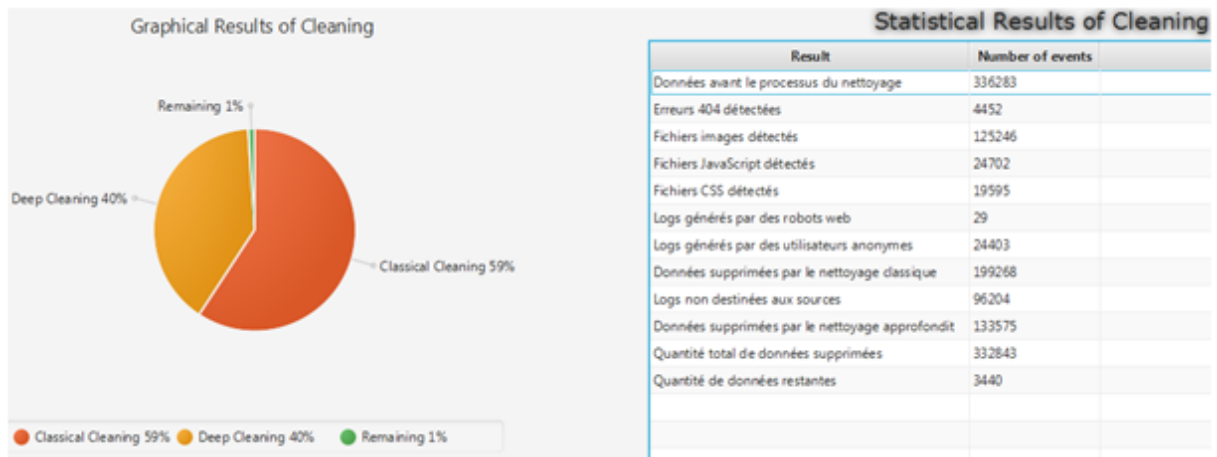 Graphical Results of Cleaning
Remaining 1%
Deep Cleaning 40%
Classical Cleaning 59%
Classical Cleaning 59% Deep Cleaning 40% Remaining 1%
Statistical Results of Cleaning
Result Number of events
Données avant le processus du nettoyage 336283
Erreurs 404 détectées 4452
Fichiers images détectés 125246
Fichiers JavaScript détectés 24702
Fichiers CSS détectés 19595
Logs générés par des robots web 29
Logs générés par des utilisateurs anonymes 24403
Données supprimées par le nettoyage classique 199268
Logs non destinées aux sources 96204
Données supprimées par le nettoyage approfondit 133575
Quantité total de données supprimées 332843
Quantité de données restantes 3440